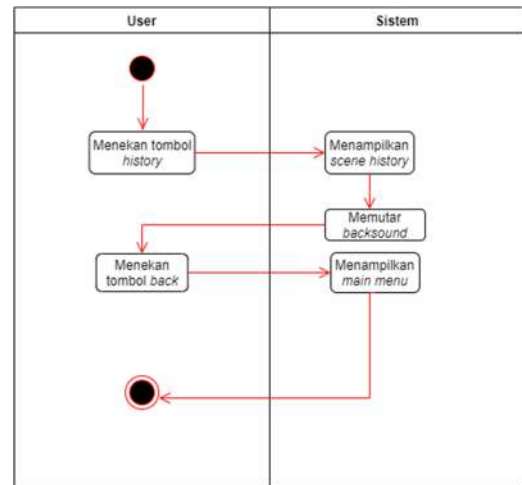 User
Sistem
Menekan tombol
history
Menampilkan
scene history
Memutar
backsound
Menekan
tombol back
Menampilkan
main menu